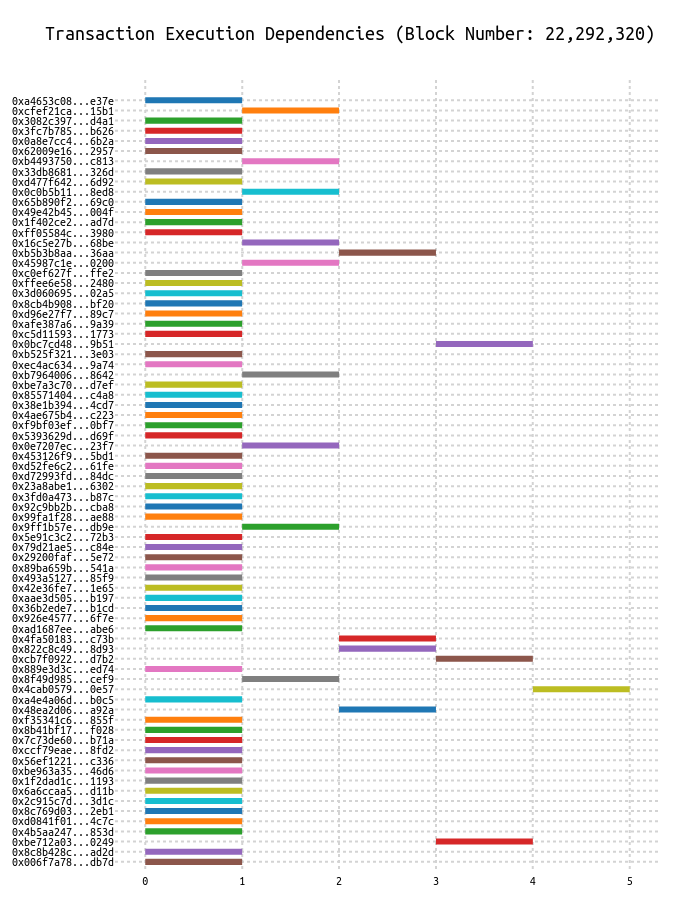 Transaction Execution Dependencies (Block Number: 22,292,320)
0xa4653c08...e37e
0xcfef21ca...15b1
0x3082c397...d4a1
0x3fc7b785...b626
0x0a8e7cc4...6b2a
0x62009e16...2957
0xb4493750...c813
0x33db8681...326d
0xd477f642...6d92
0x0c0b5b11...8ed8
0x65b890f2...69c0
0x49e42b45...004f
0x1f402ce2...ad7d
0xff05584c...3980
0x16c5e27b...68be
0xb5b3b8aa...36aa
0x45987c1e...0200
0xc0ef627f...ffe2
0xffee6e58...2480
0x3d060695...02a5
0x8cb4b908...bf20
0xd96e27f7...89c7
0xafe387a6...9a39
0xc5d11593...1773
0x0bc7cd48...9b51
0xb525f321...3e03
0xec4ac634...9a74
0xb7964006...8642
0xbe7a3c70...d7ef
0x85571404...c4a8
0x38e1b394...4cd7
0x4ae675b4...c223
0xf9bf03ef...0bf7
0x5393629d...d69f
0x0e7207ec...23f7
0x453126f9...5bd1
0xd52fe6c2...61fe
0xd72993fd...84dc
0x23a8abe1...6302
0x3fd0a473...b87c
0x92c9bb2b...cba8
0x99fa1f28...ae88
0x9ff1b57e...db9e
0x5e91c3c2...72b3
0x79d21ae5...c84e
0x29200faf...5e72
0x89ba659b...541a
0x493a5127...85f9
0x42e36fe7...1e65
0xaae3d505...b197
0x36b2ede7...b1cd
0x926e4577...6f7e
0xad1687ee...abe6
0x4fa50183...c73b
0x822c8c49...8d93
0xcb7f0922...d7b2
0x889e3d3c...ed74
0x8f49d985...cef9
0x4cab0579...0e57
0xa4e4a06d...b0c5
0x48ea2d06...a92a
0xf35341c6...855f
0x8b41bf17...f028
0x7c73de60...b71a
0xccf79eae...8fd2
0x56ef1221...c336
0xbe963a35...46d6
0x1f2dad1c...1193
0x6a6ccaa5...d11b
0x2c915c7d...3d1c
0x8c769d03...2eb1
0xd0841f01...4c7c
0x4b5aa247...853d
0xbe712a03...0249
0x8c8b428c...ad2d
0x006f7a78...db7d
0 1 2 3 4 5